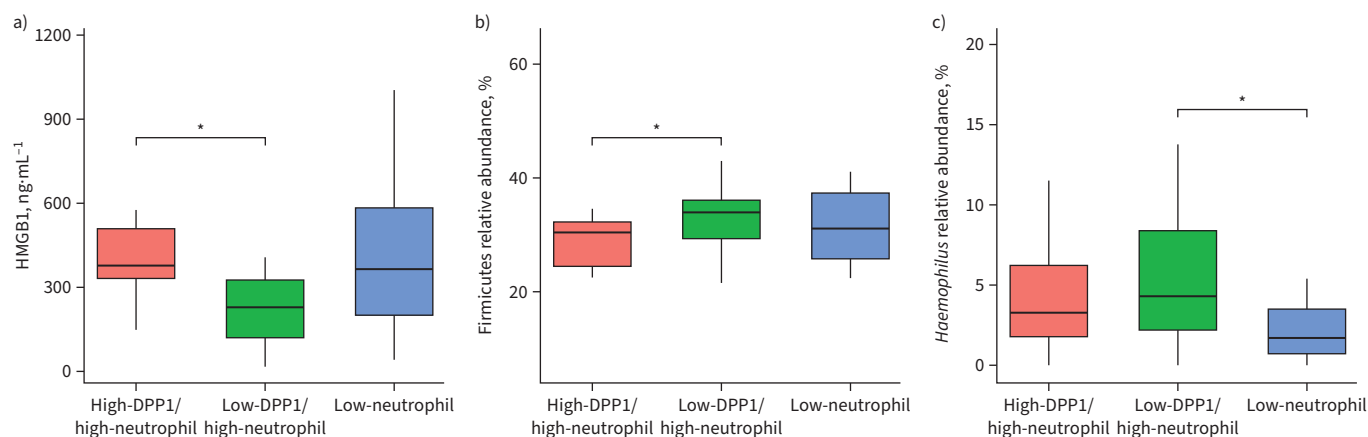 a)
1200
900
600
300
0
HMGB1, ng·mL⁻¹
*
High-DPP1/
high-neutrophil
Low-DPP1/
high-neutrophil
Low-neutrophil
b)
60
40
20
Firmicutes relative abundance, %
*
High-DPP1/
high-neutrophil
Low-DPP1/
high-neutrophil
Low-neutrophil
c)
20
15
10
5
0
Haemophilus relative abundance, %
*
High-DPP1/
high-neutrophil
Low-DPP1/
high-neutrophil
Low-neutrophil